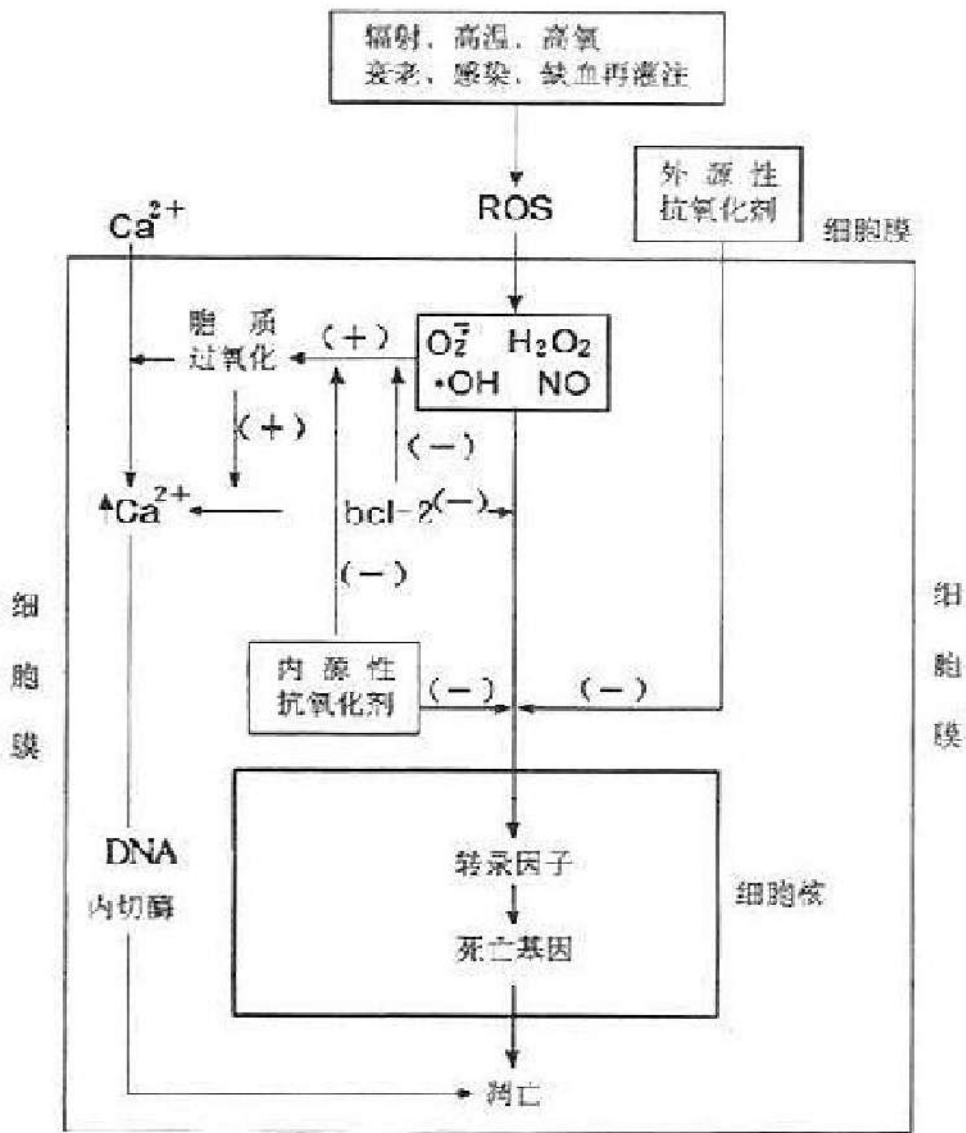 辐射、高温、高氧
衰老、感染、缺血再灌注
外 源 性
抗氧化剂
ROS
Ca²⁺
细胞膜
质
过氧化
(+)
O₂⁻ H₂O₂
·OH NO
(+)
(−)
↑Ca²⁺
bcl-2
(−)
(−)
细胞膜
细胞膜
内 源 性
抗氧化剂
(−)
(−)
DNA
内切酶
转录因子
死亡基因
细胞核
凋亡